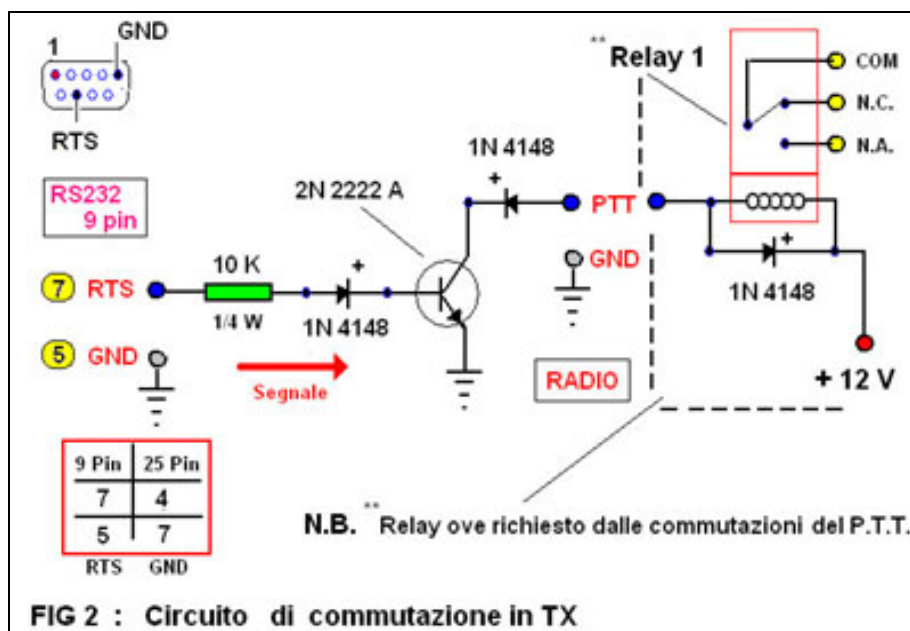 GND
1
RTS
RS232
9 pin
** Relay 1
COM
N.C.
N.A.
1N 4148
+
2N 2222 A
PTT
GND
+
1N 4148
7 RTS
10 K
1/4 W
+
1N 4148
5 GND
Segnale
RADIO
+ 12 V
9 Pin 25 Pin
7 4
5 7
RTS GND
N.B. ** Relay ove richiesto dalle commutazioni del P.T.T.
FIG 2 : Circuito di commutazione in TX